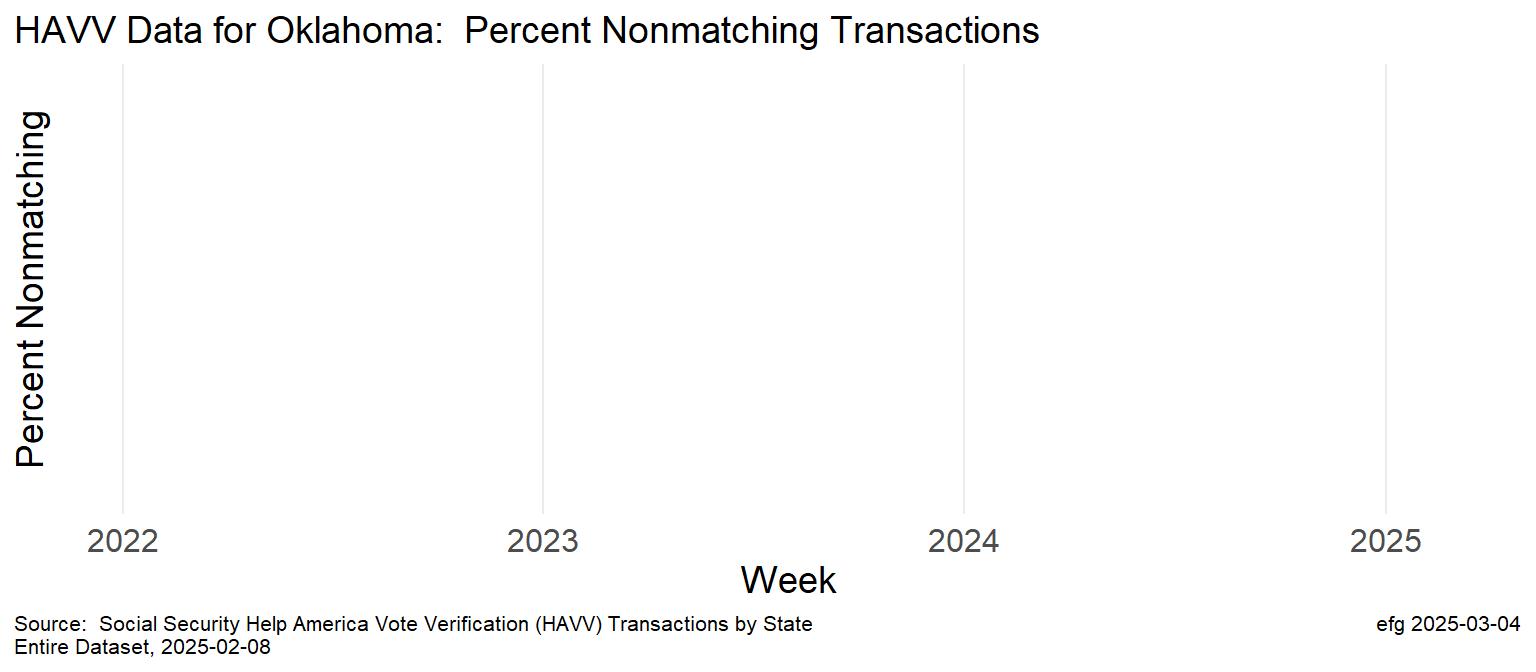 HAVV Data for Oklahoma:  Percent Nonmatching Transactions
Percent Nonmatching
2022 2023 2024 2025
Week
Source:  Social Security Help America Vote Verification (HAVV) Transactions by State
Entire Dataset, 2025-02-08
efg 2025-03-04